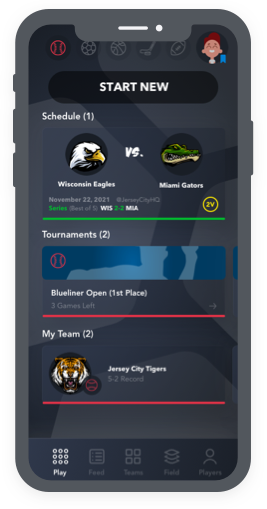 START NEW
Schedule (1)
vs.
Wisconsin Eagles
Miami Gators
November 22, 2021 @JerseyCityHQ
Series (Best of 5) WIS 2-2 MIA
2V
Tournaments (2)
Blueliner Open (1st Place)
3 Games Left
My Team (2)
Jersey City Tigers
5-2 Record
Play
Feed
Teams
Field
Players